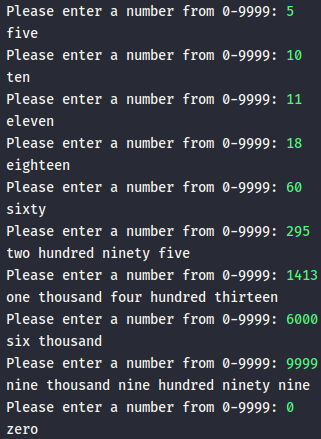 Please enter a number from 0-9999: 5
five
Please enter a number from 0-9999: 10
ten
Please enter a number from 0-9999: 11
eleven
Please enter a number from 0-9999: 18
eighteen
Please enter a number from 0-9999: 60
sixty
Please enter a number from 0-9999: 295
two hundred ninety five
Please enter a number from 0-9999: 1413
one thousand four hundred thirteen
Please enter a number from 0-9999: 6000
six thousand
Please enter a number from 0-9999: 9999
nine thousand nine hundred ninety nine
Please enter a number from 0-9999: 0
zero